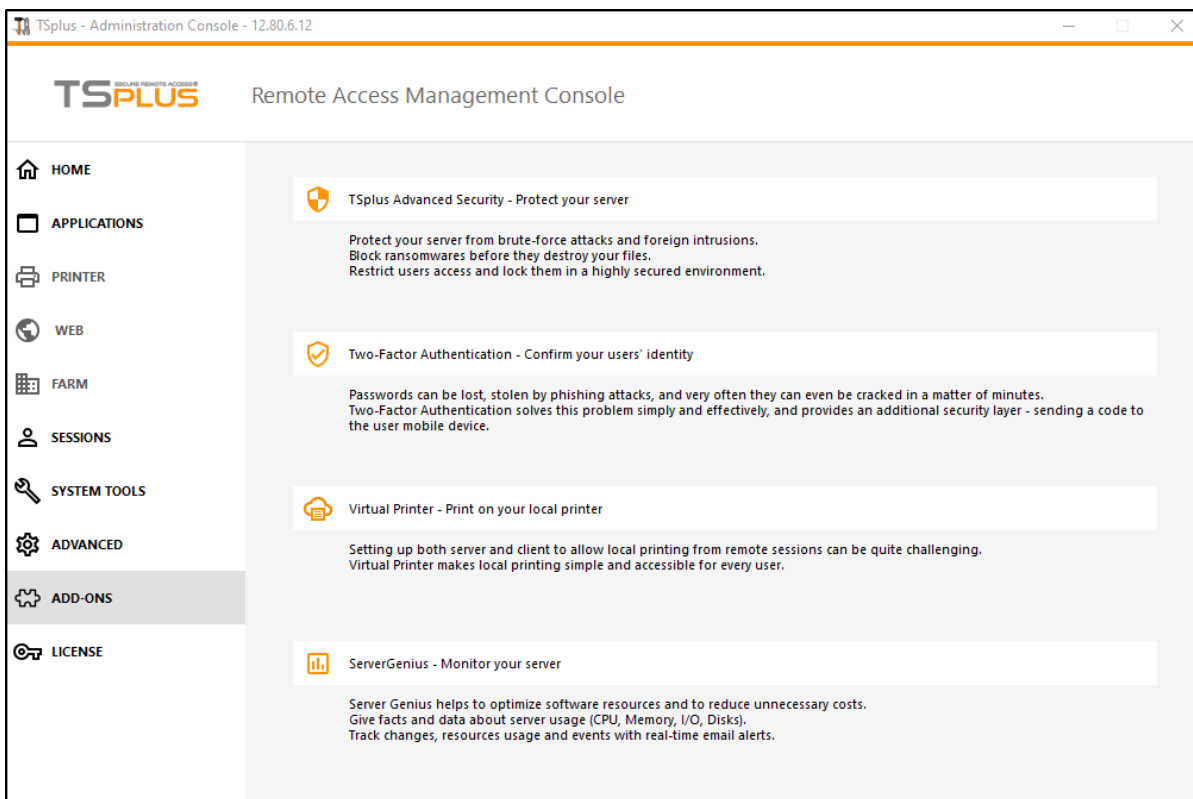 TSplus - Administration Console - 12.80.6.12
SECURE REMOTE ACCESS®
TSPLUS
Remote Access Management Console
HOME
APPLICATIONS
PRINTER
WEB
FARM
SESSIONS
SYSTEM TOOLS
ADVANCED
ADD-ONS
LICENSE
TSplus Advanced Security - Protect your server
Protect your server from brute-force attacks and foreign intrusions.
Block ransomwares before they destroy your files.
Restrict users access and lock them in a highly secured environment.
Two-Factor Authentication - Confirm your users' identity
Passwords can be lost, stolen by phishing attacks, and very often they can even be cracked in a matter of minutes.
Two-Factor Authentication solves this problem simply and effectively, and provides an additional security layer - sending a code to
the user mobile device.
Virtual Printer - Print on your local printer
Setting up both server and client to allow local printing from remote sessions can be quite challenging.
Virtual Printer makes local printing simple and accessible for every user.
ServerGenius - Monitor your server
Server Genius helps to optimize software resources and to reduce unnecessary costs.
Give facts and data about server usage (CPU, Memory, I/O, Disks).
Track changes, resources usage and events with real-time email alerts.